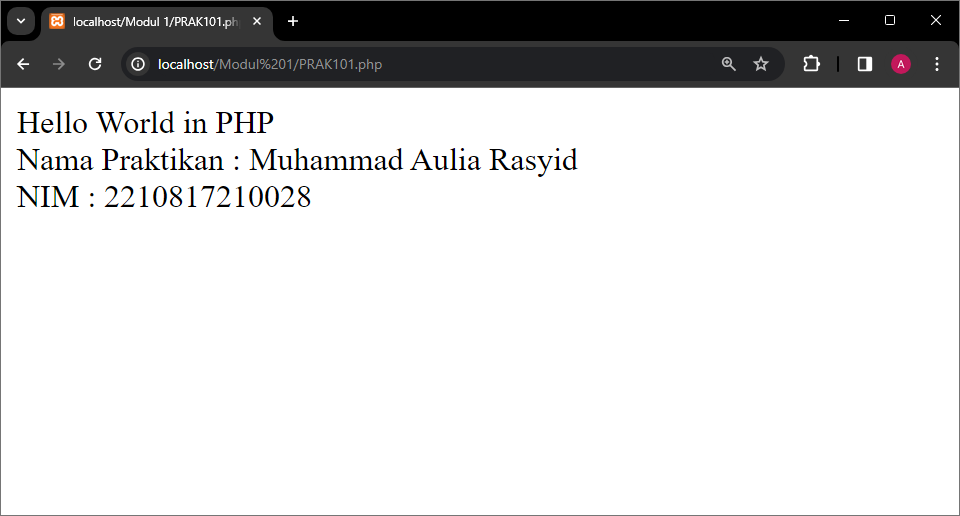 localhost/Modul 1/PRAK101.ph
localhost/Modul%201/PRAK101.php
A
Hello World in PHP
Nama Praktikan : Muhammad Aulia Rasyid
NIM : 2210817210028